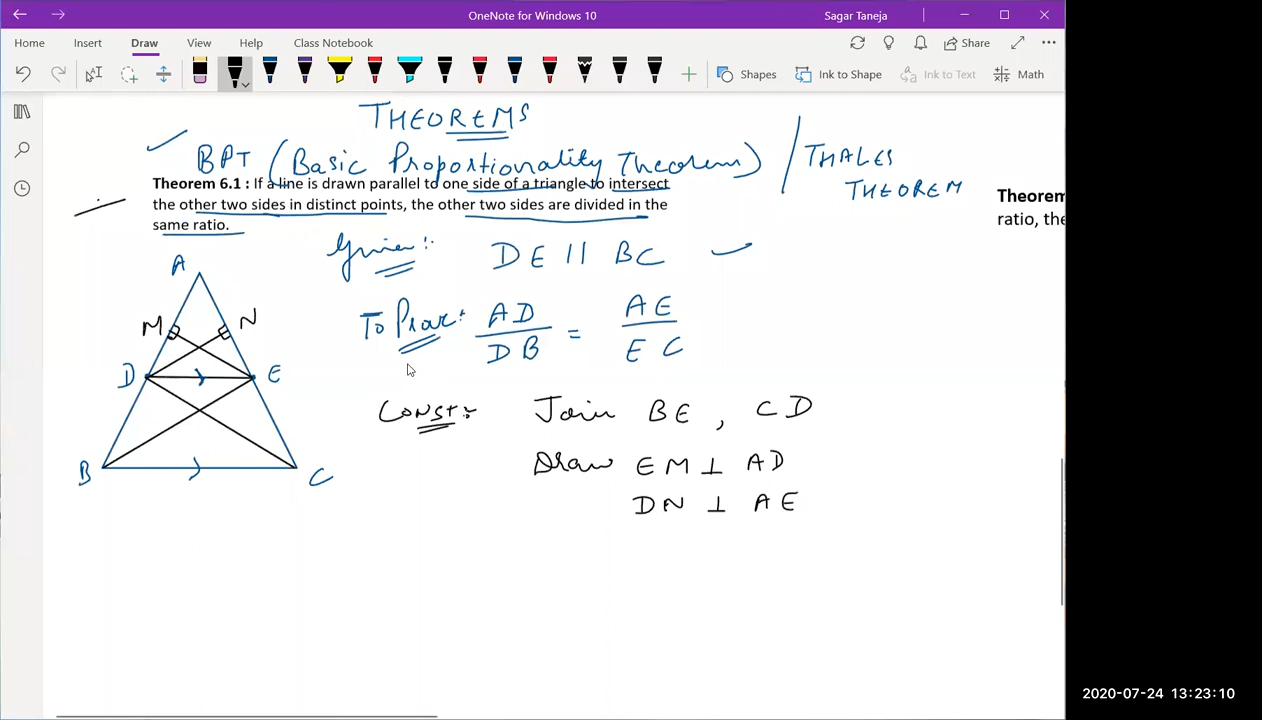 OneNote for Windows 10
Sagar Taneja
Home Insert Draw View Help Class Notebook
Share
Shapes Ink to Shape Ink to Text Math
THEOREMS
BPT (Basic Proportionality Theorem) / THALES THEOREM
Theorem 6.1 : If a line is drawn parallel to one side of a triangle to intersect
the other two sides in distinct points, the other two sides are divided in the
same ratio.
Theorem
ratio, the
Given:- DE || BC
To Prove: AD/DB = AE/EC
Const:- Join BE, CD
Draw EM ⊥ AD
DN ⊥ AE
A
M N
D E
B C
2020-07-24 13:23:10